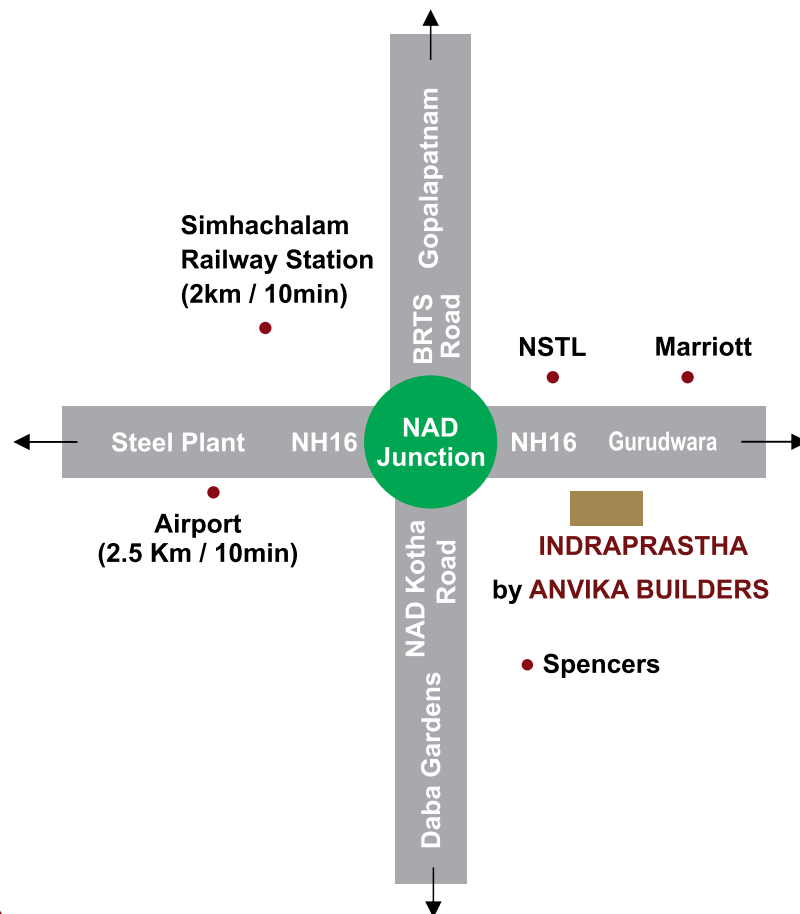 Gopalapatnam
BRTS
Road
Simhachalam
Railway Station
(2km / 10min)
NSTL
Marriott
Steel Plant
NH16
NAD
Junction
NH16
Gurudwara
Airport
(2.5 Km / 10min)
INDRAPRASTHA
by ANVIKA BUILDERS
NAD Kotha
Road
Spencers
Daba Gardens